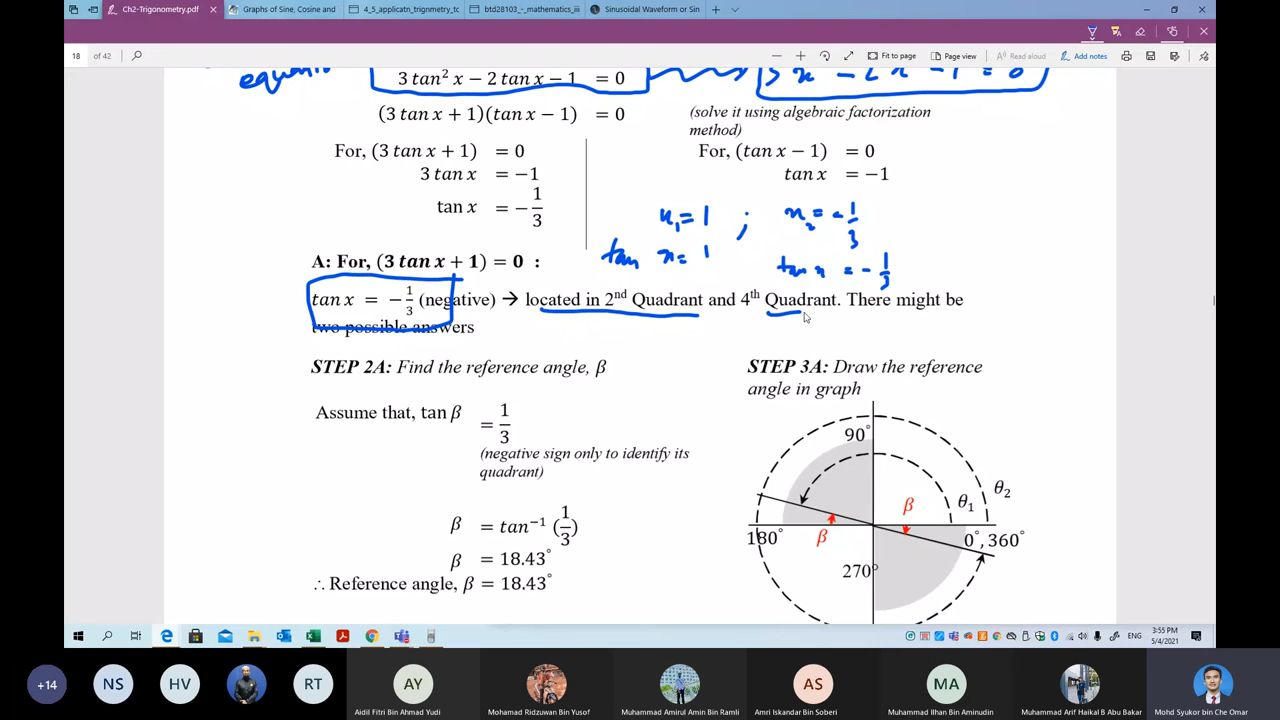 Ch2-Trigonometry.pdf
Graphs of Sine, Cosine and
4_5_applicatn_trignmetry_tc
btd28103_-_mathematics_iii
Sinusoidal Waveform or Sin
18 of 42
Fit to page
Page view
Read aloud
Add notes
equation
3 tan² x − 2 tan x − 1 = 0
(3 tan x + 1)(tan x − 1) = 0
(solve it using algebraic factorization
method)
For, (3 tan x + 1) = 0
For, (tan x − 1) = 0
3 tan x = −1
tan x = −1
tan x = −1/3
x₁ = 1 ; x₂ = -1/3
tan x = 1
tan x = -1/3
A: For, (3 tan x + 1) = 0 :
tan x = −1/3 (negative) → located in 2nd Quadrant and 4th Quadrant. There might be
two possible answers
STEP 2A: Find the reference angle, β
STEP 3A: Draw the reference
angle in graph
Assume that, tan β = 1/3
(negative sign only to identify its
quadrant)
β = tan⁻¹ (1/3)
β = 18.43°
∴ Reference angle, β = 18.43°
90°
θ₂
θ₁
β
β
180°
0°, 360°
270°
ENG
3:55 PM
5/4/2021
+14
NS
HV
RT
AY
AS
MA
Aidil Fitri Bin Ahmad Yudi
Mohamad Ridzuwan Bin Yusof
Muhammad Amirul Amin Bin Ramli
Amri Iskandar Bin Soberi
Muhammad Ilhan Bin Aminudin
Muhammad Arif Haikal B Abu Bakar
Mohd Syukor bin Che Omar